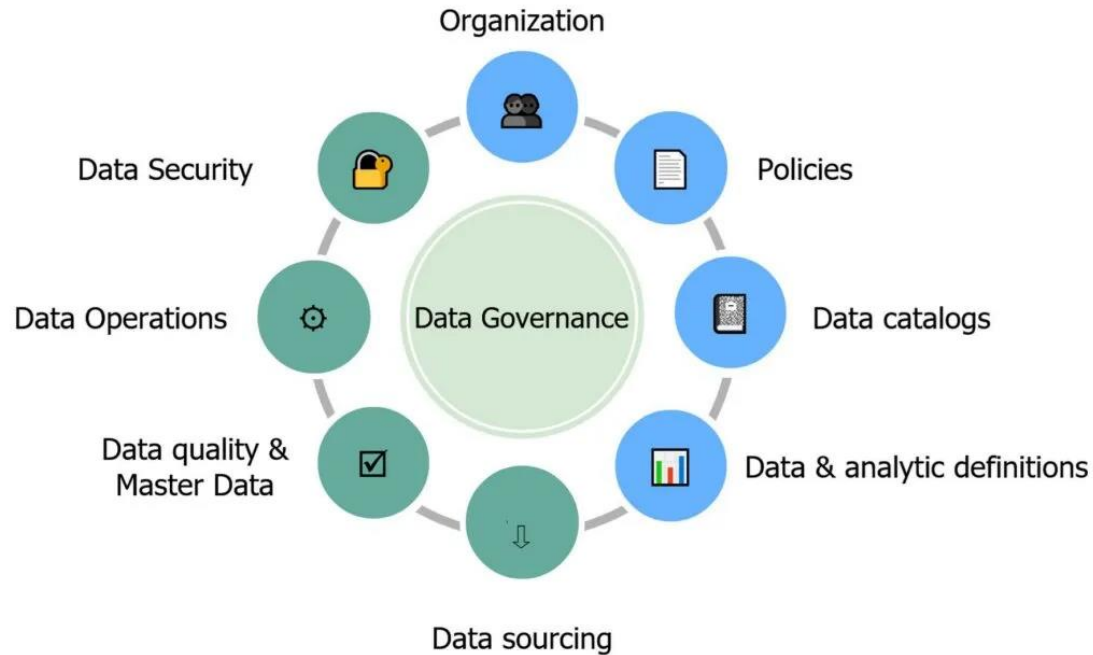 Organization
Data Security
Policies
Data Operations
Data Governance
Data catalogs
Data quality &
Master Data
Data & analytic definitions
Data sourcing